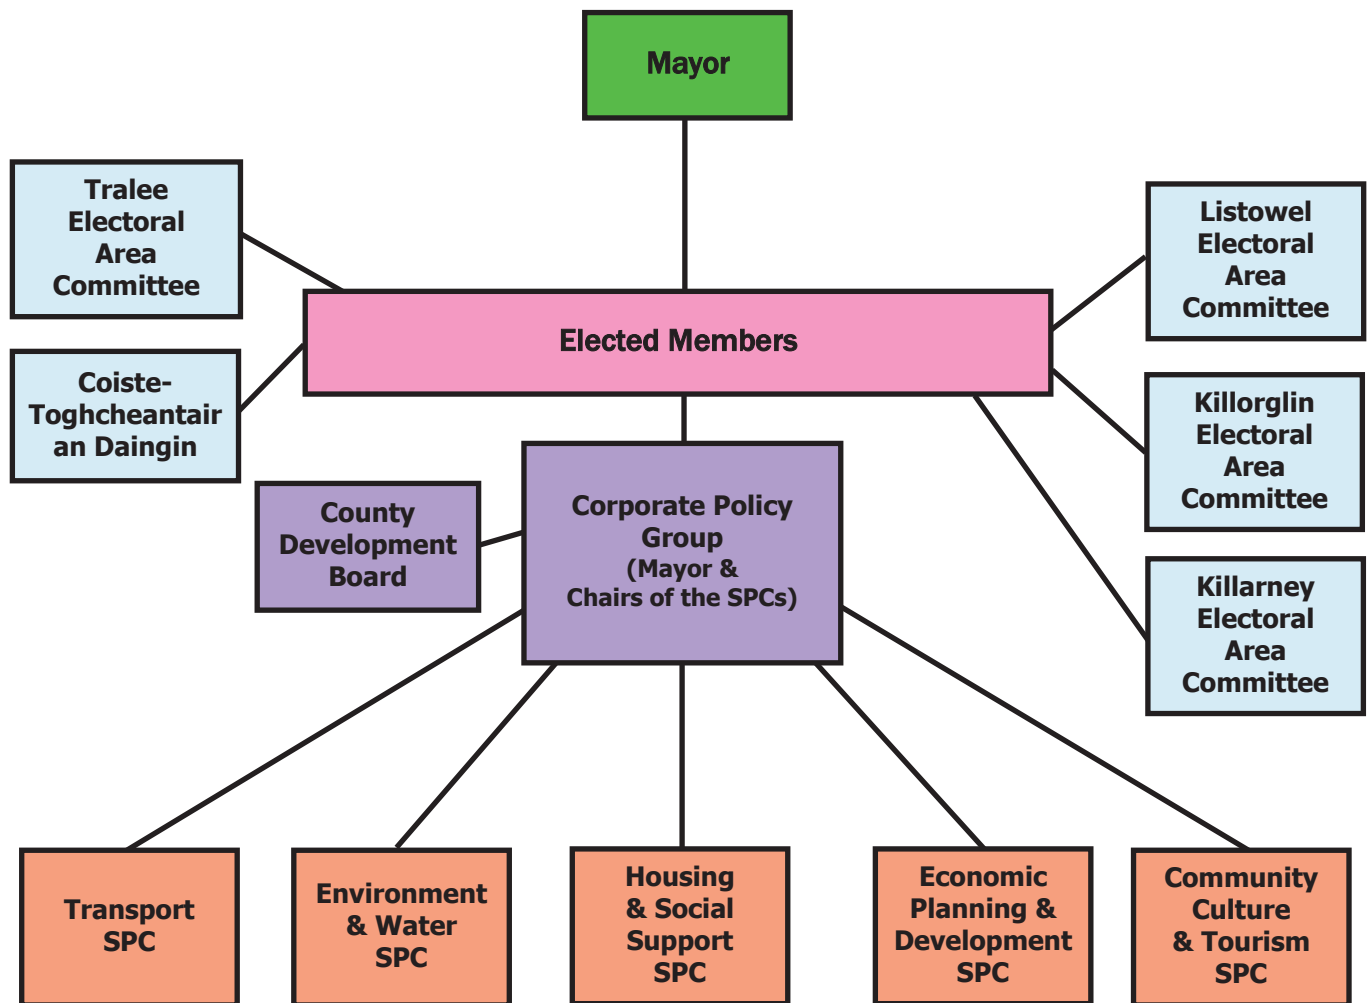 Mayor
Tralee
Electoral
Area
Committee
Listowel
Electoral
Area
Committee
Elected Members
Coiste-
Toghcheantair
an Daingin
Killorglin
Electoral
Area
Committee
County
Development
Board
Corporate Policy
Group
(Mayor &
Chairs of the SPCs)
Killarney
Electoral
Area
Committee
Transport
SPC
Environment
& Water
SPC
Housing
& Social
Support
SPC
Economic
Planning &
Development
SPC
Community
Culture
& Tourism
SPC